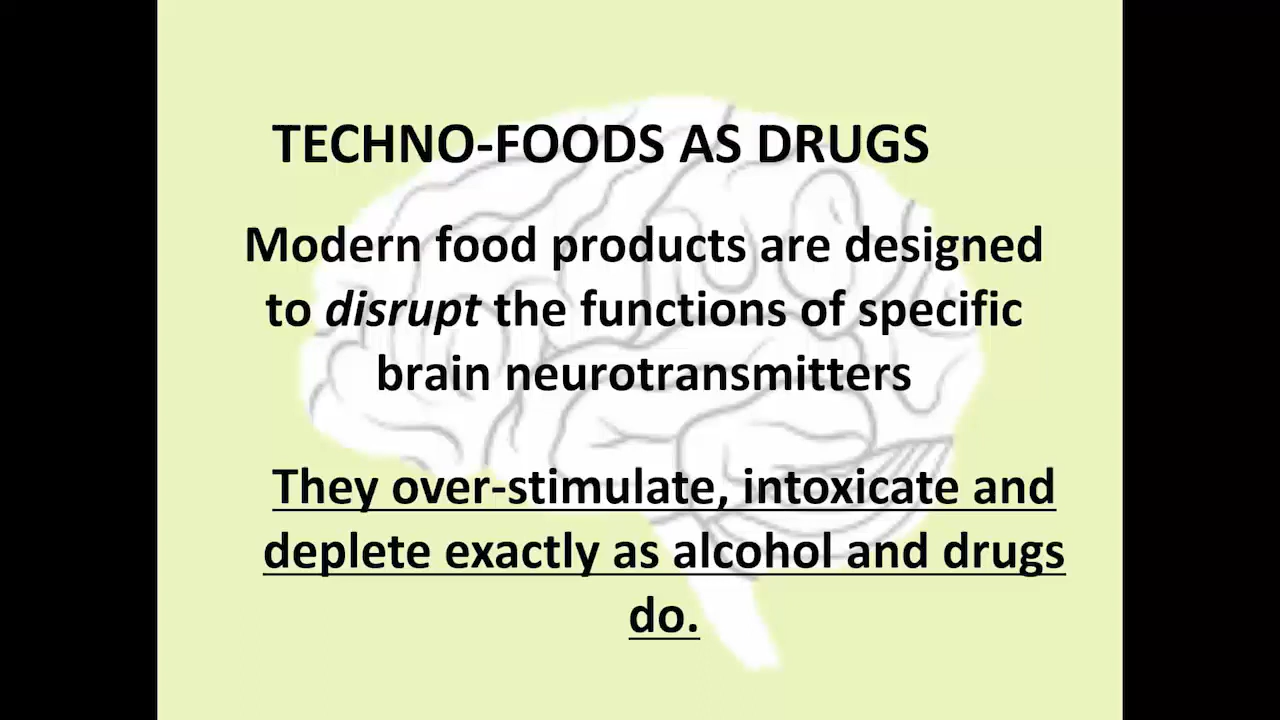 TECHNO-FOODS AS DRUGS
Modern food products are designed
to disrupt the functions of specific
brain neurotransmitters
They over-stimulate, intoxicate and
deplete exactly as alcohol and drugs
do.